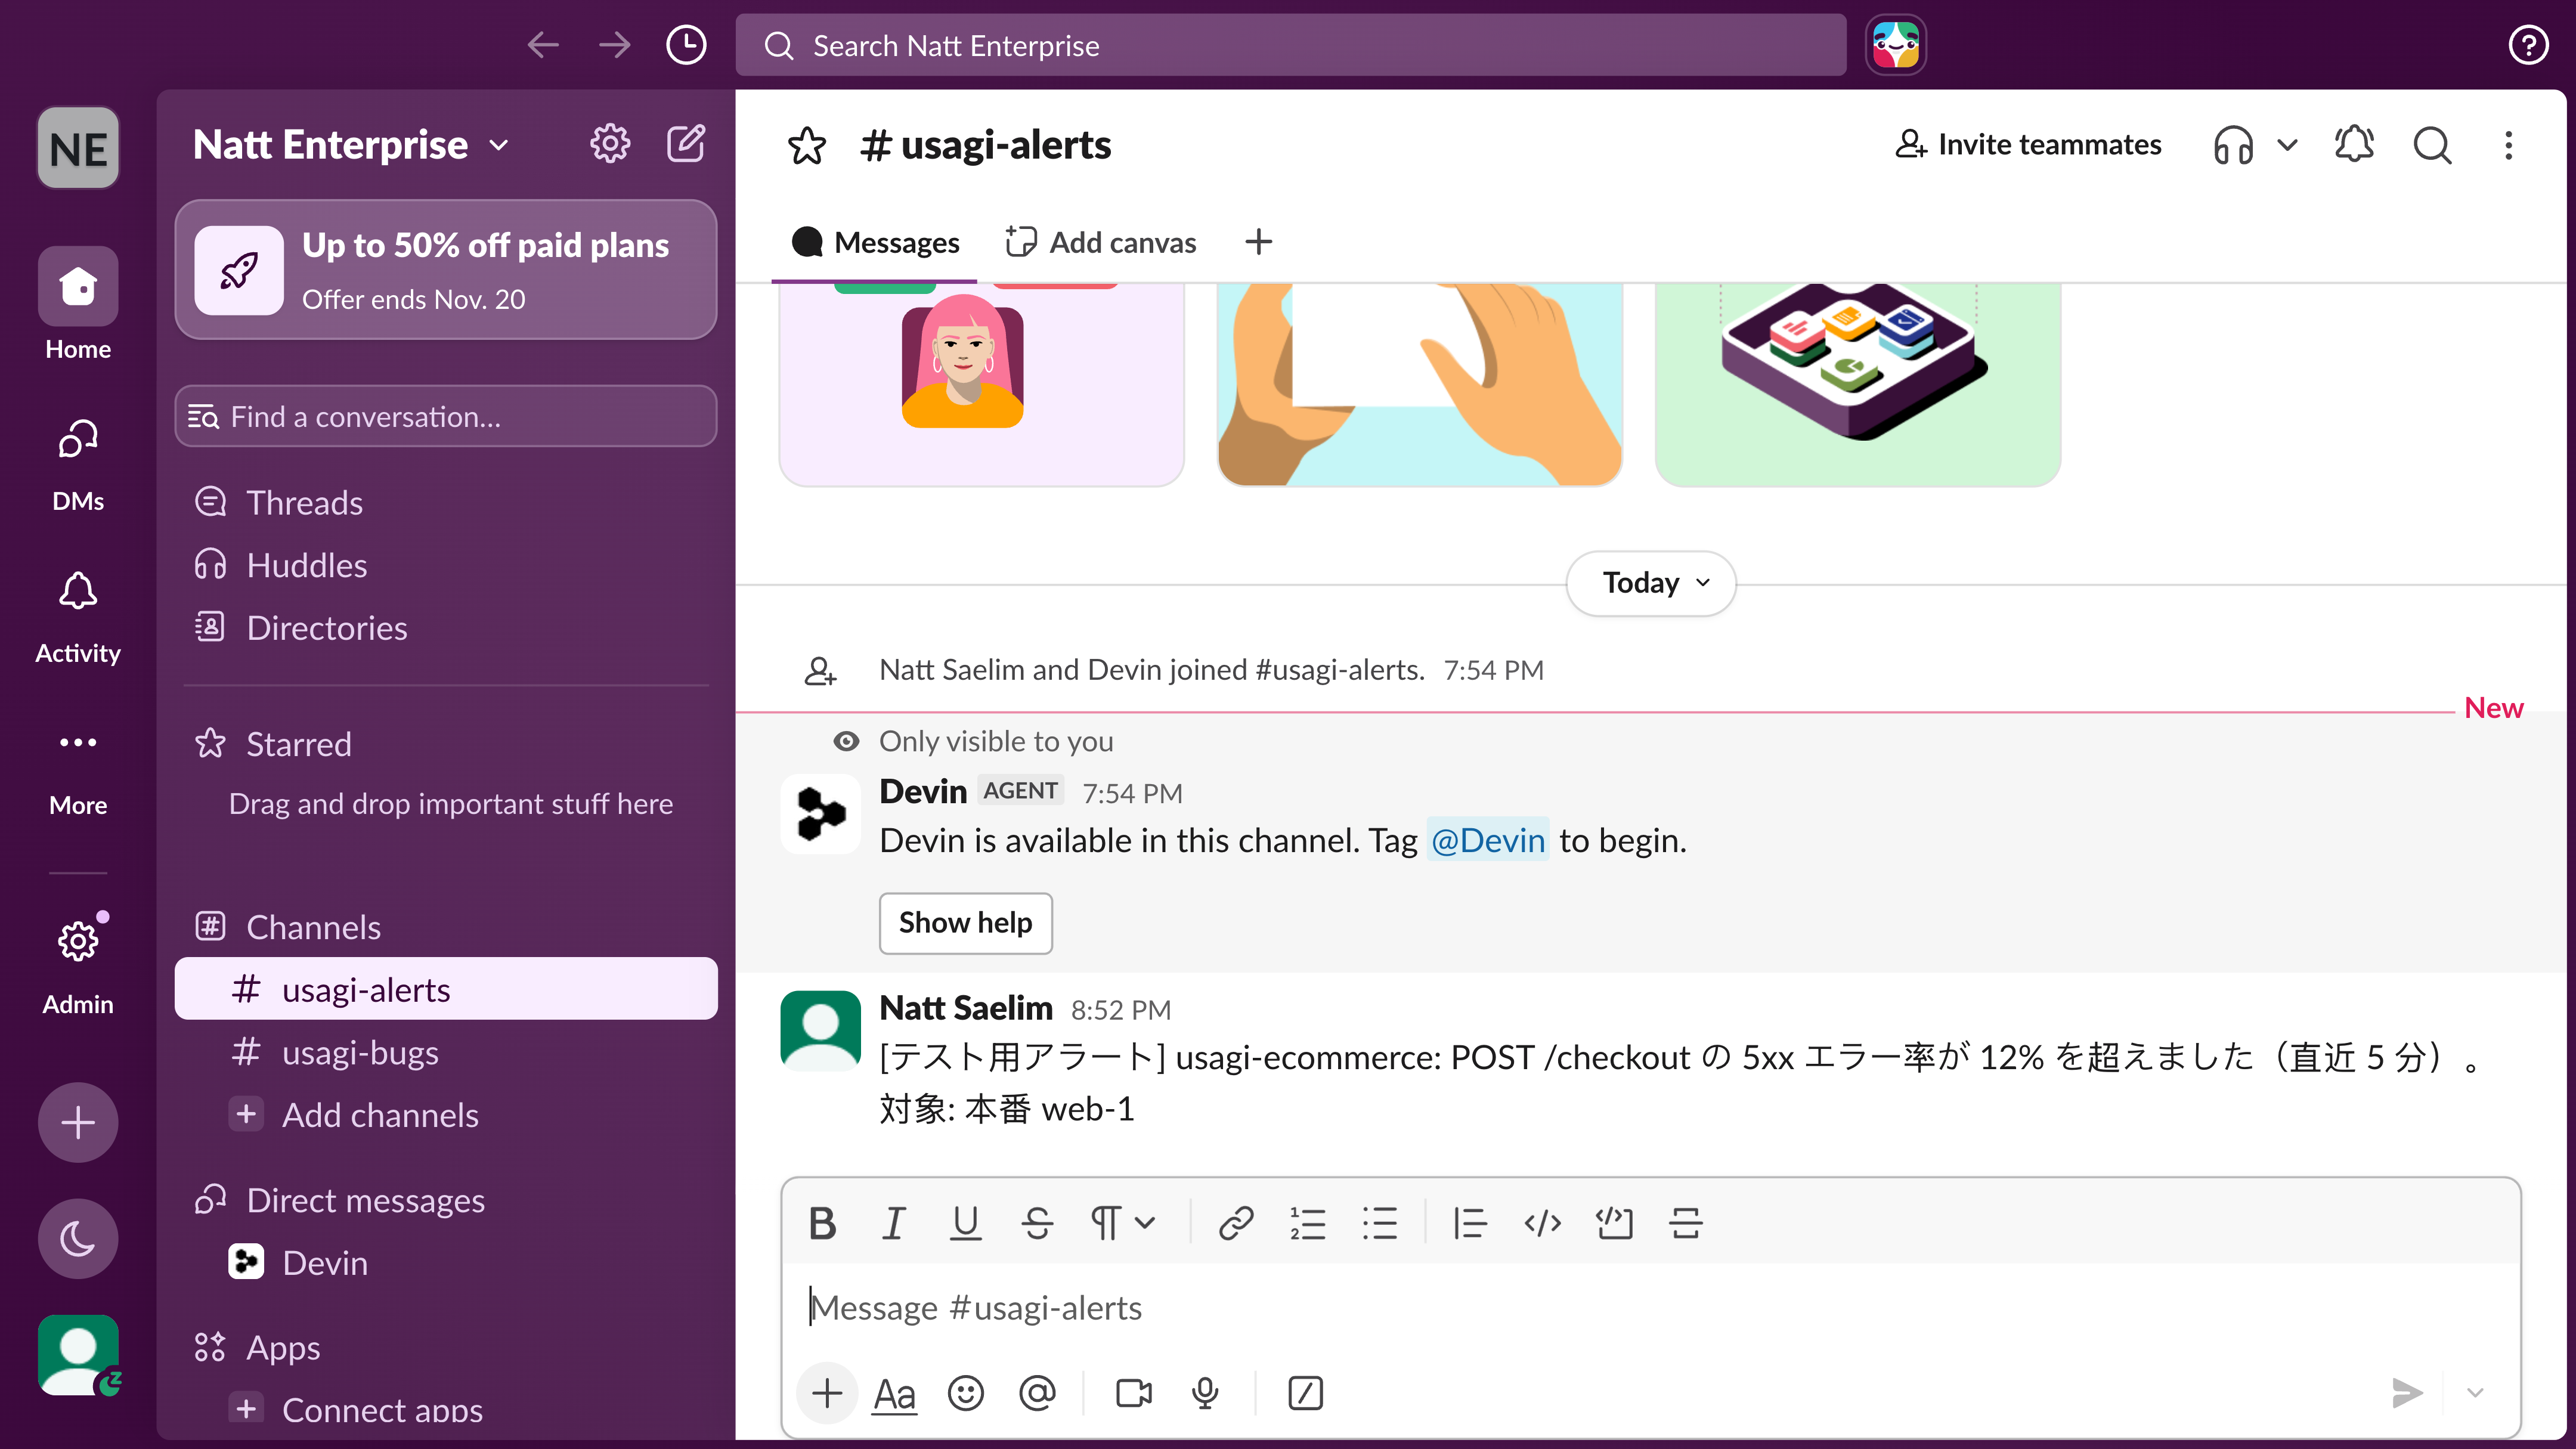 Search Natt Enterprise
NE
Home
DMs
Activity
More
Admin
Natt Enterprise
Up to 50% off paid plans
Offer ends Nov. 20
Find a conversation...
Threads
Huddles
Directories
Starred
Drag and drop important stuff here
Channels
# usagi-alerts
# usagi-bugs
Add channels
Direct messages
Devin
Apps
Connect apps
# usagi-alerts
Invite teammates
Messages
Add canvas
Today
Natt Saelim and Devin joined #usagi-alerts. 7:54 PM
New
Only visible to you
Devin AGENT 7:54 PM
Devin is available in this channel. Tag @Devin to begin.
Show help
Natt Saelim 8:52 PM
[テスト用アラート] usagi-ecommerce: POST /checkout の 5xx エラー率が 12% を超えました（直近 5 分）。
対象: 本番 web-1
Message #usagi-alerts
Aa